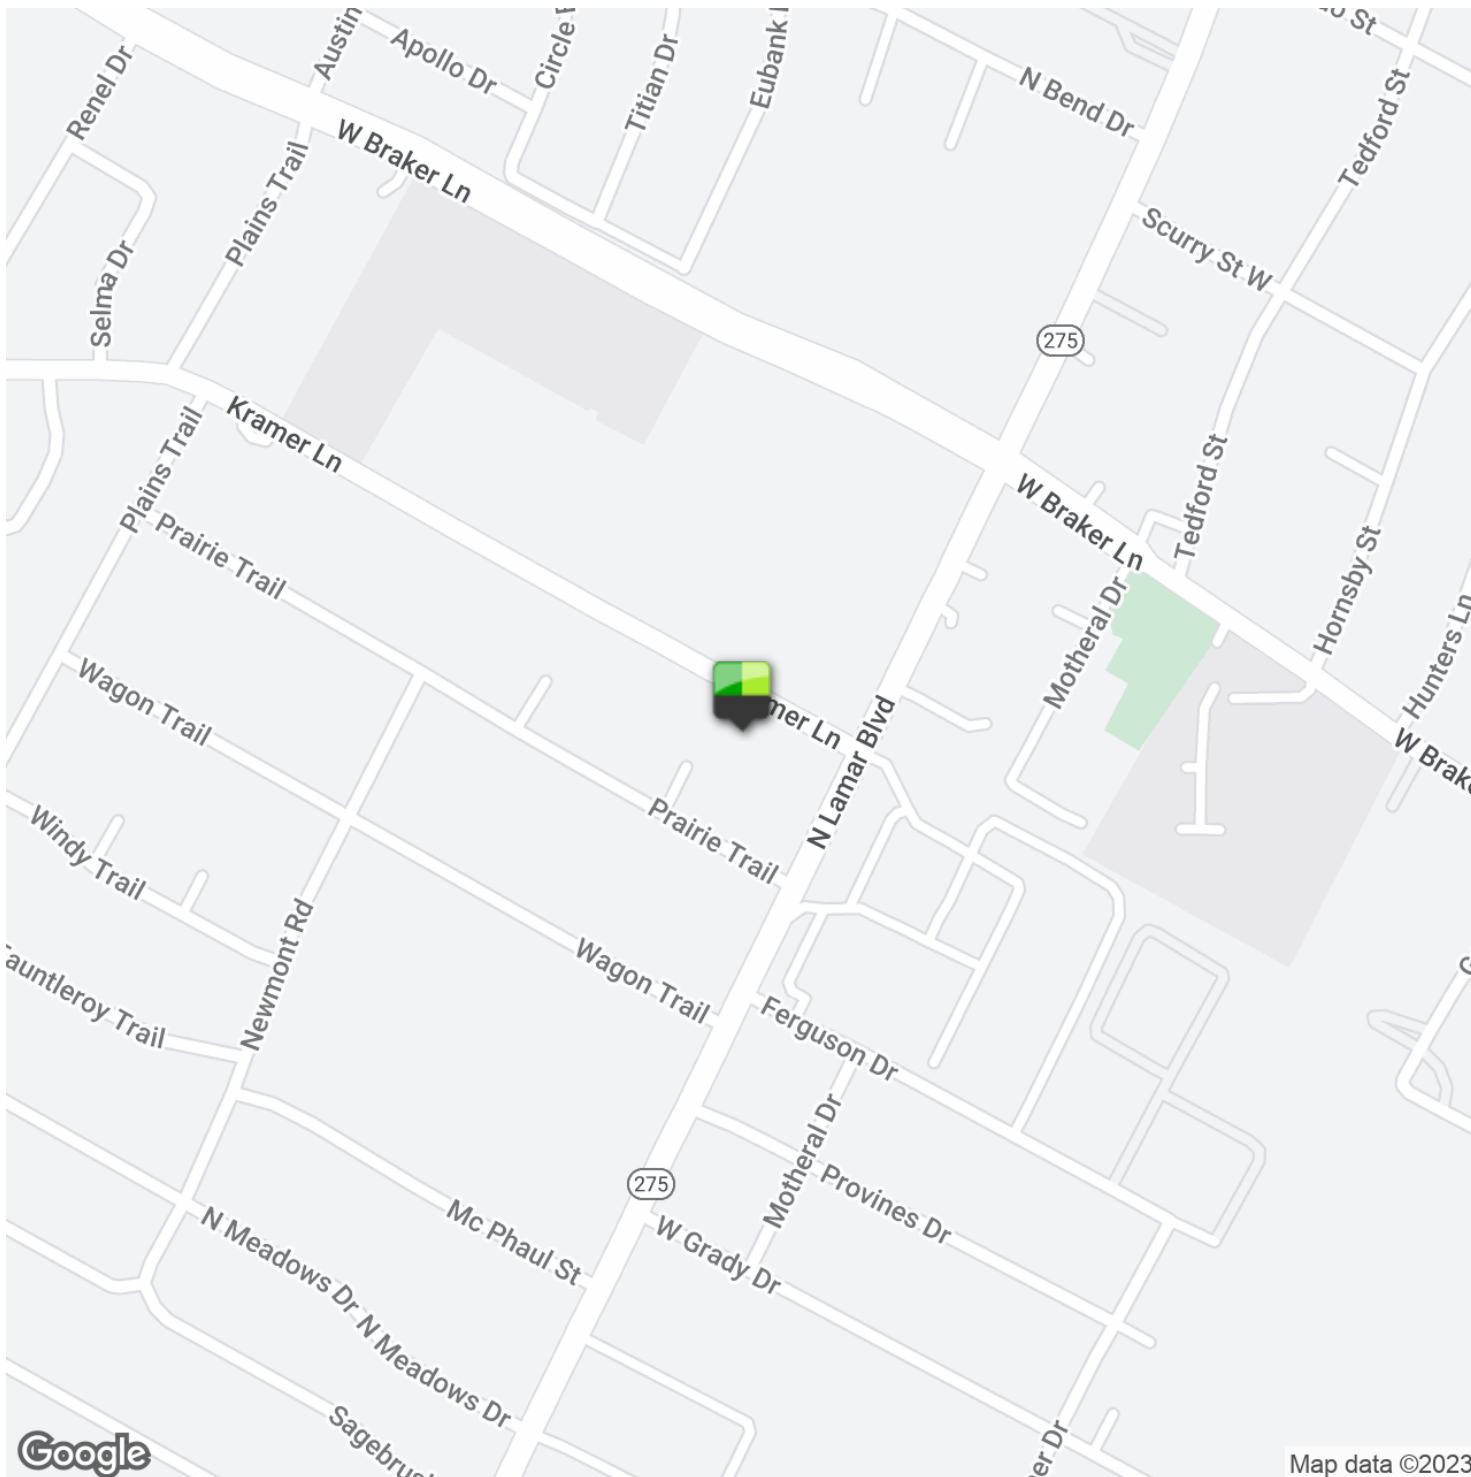 Renel Dr
Austin
Apollo Dr
Circle
Titian Dr
Eubank
N Bend Dr
St
Tedford St
W Braker Ln
Plains Trail
Selma Dr
Scurry St W
275
Kramer Ln
Plains Trail
Prairie Trail
W Braker Ln
Tedford St
Hornsby St
Hunters Ln
Motheral Dr
Wagon Trail
mer Ln
N Lamar Blvd
W Brake
Prairie Trail
Windy Trail
Newmont Rd
auntleroy Trail
Wagon Trail
Ferguson Dr
Motheral Dr
Provines Dr
275
Mc Phaul St
W Grady Dr
N Meadows Dr
N Meadows Dr
Sagebrus
er Dr
Google
Map data ©2023